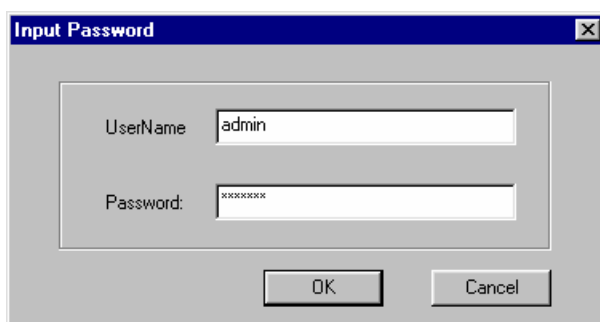 Input Password
UserName
admin
Password:
*******
OK
Cancel